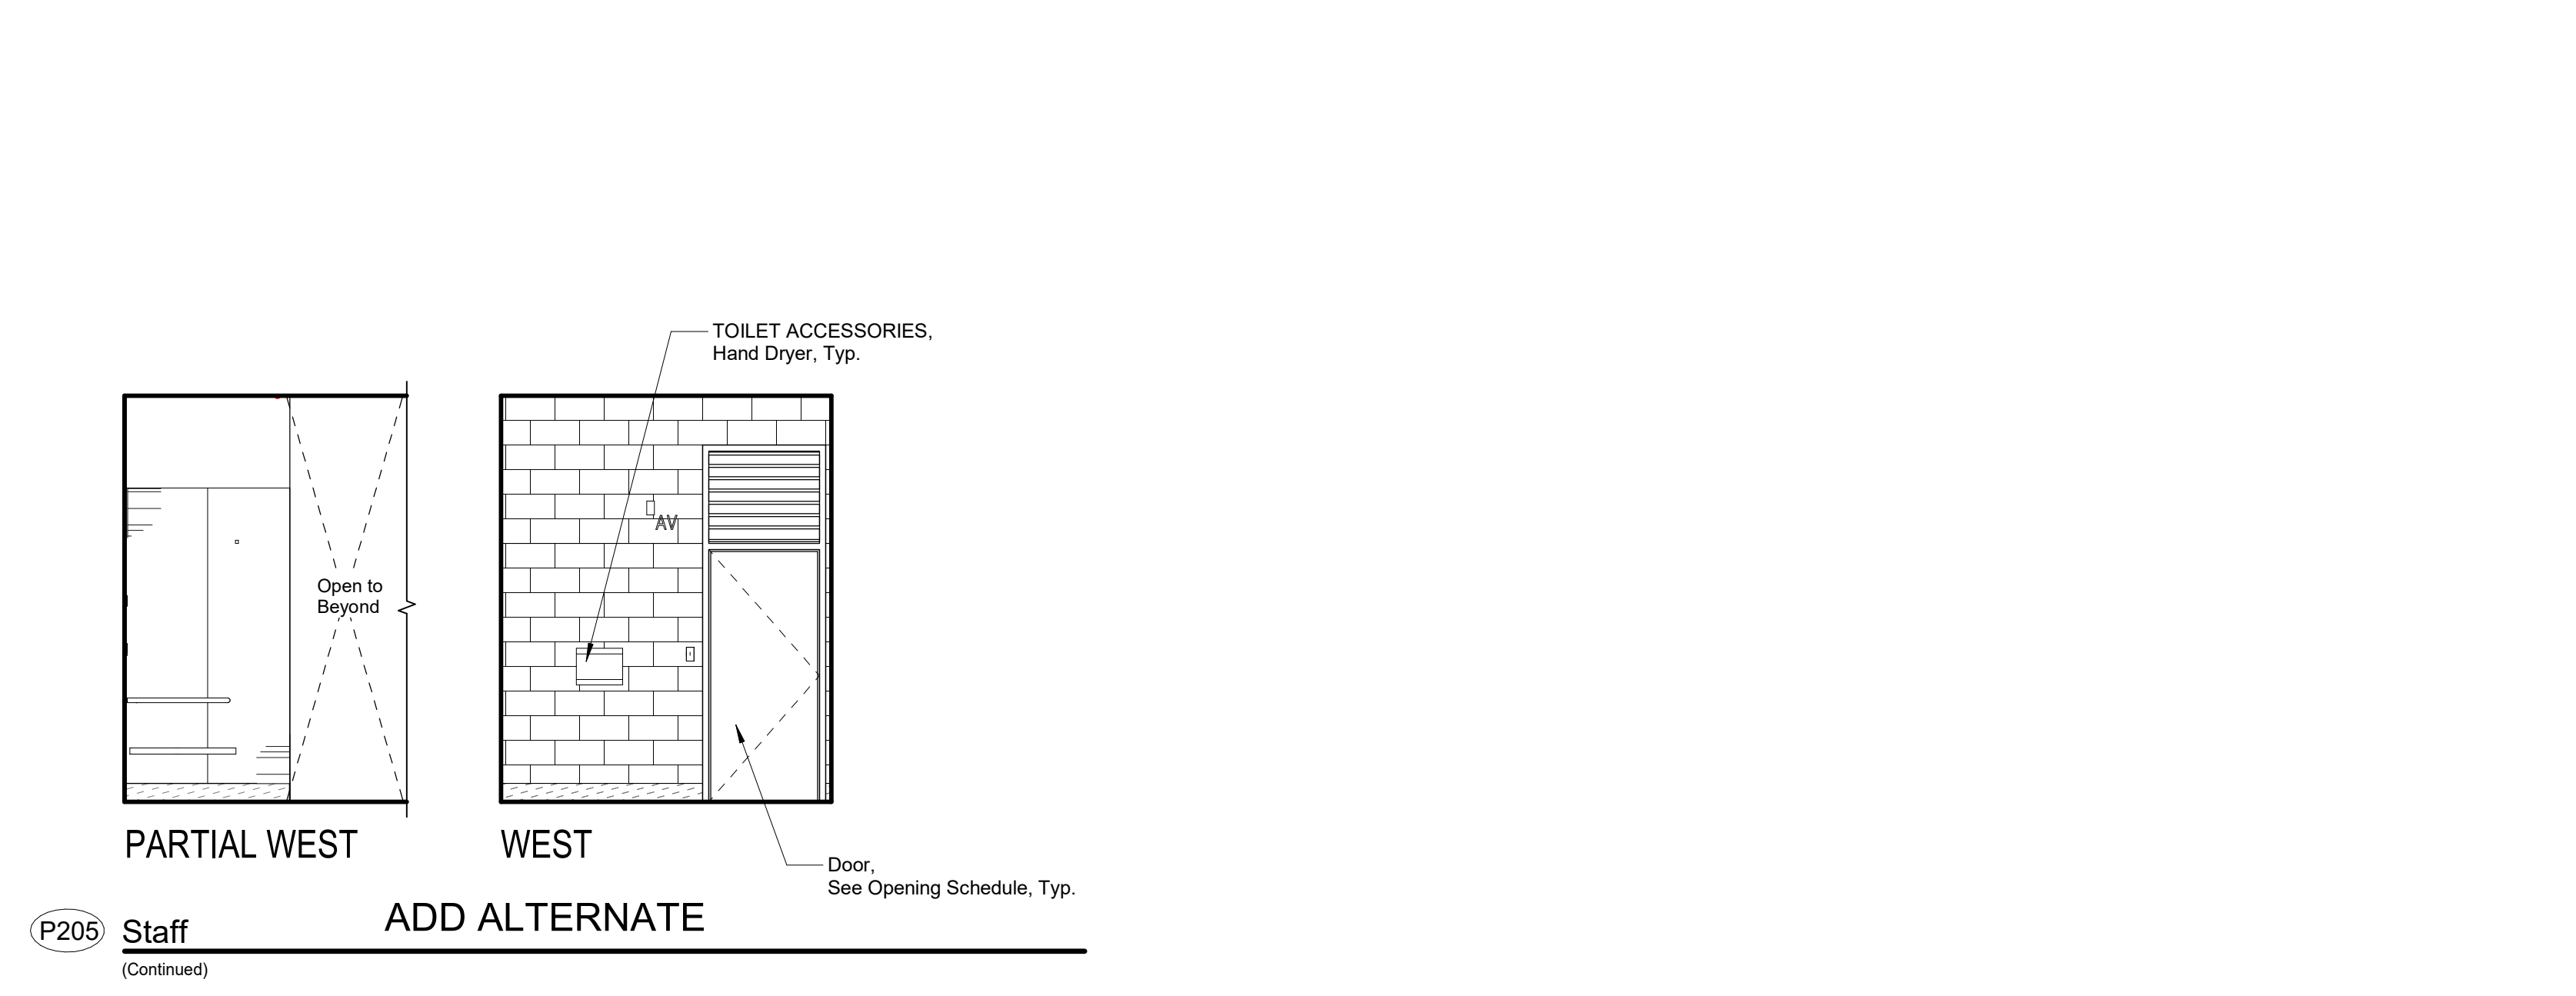 TOILET ACCESSORIES,
Hand Dryer, Typ.
AV
Open to
Beyond
PARTIAL WEST
WEST
Door,
See Opening Schedule, Typ.
ADD ALTERNATE
P205 Staff
(Continued)